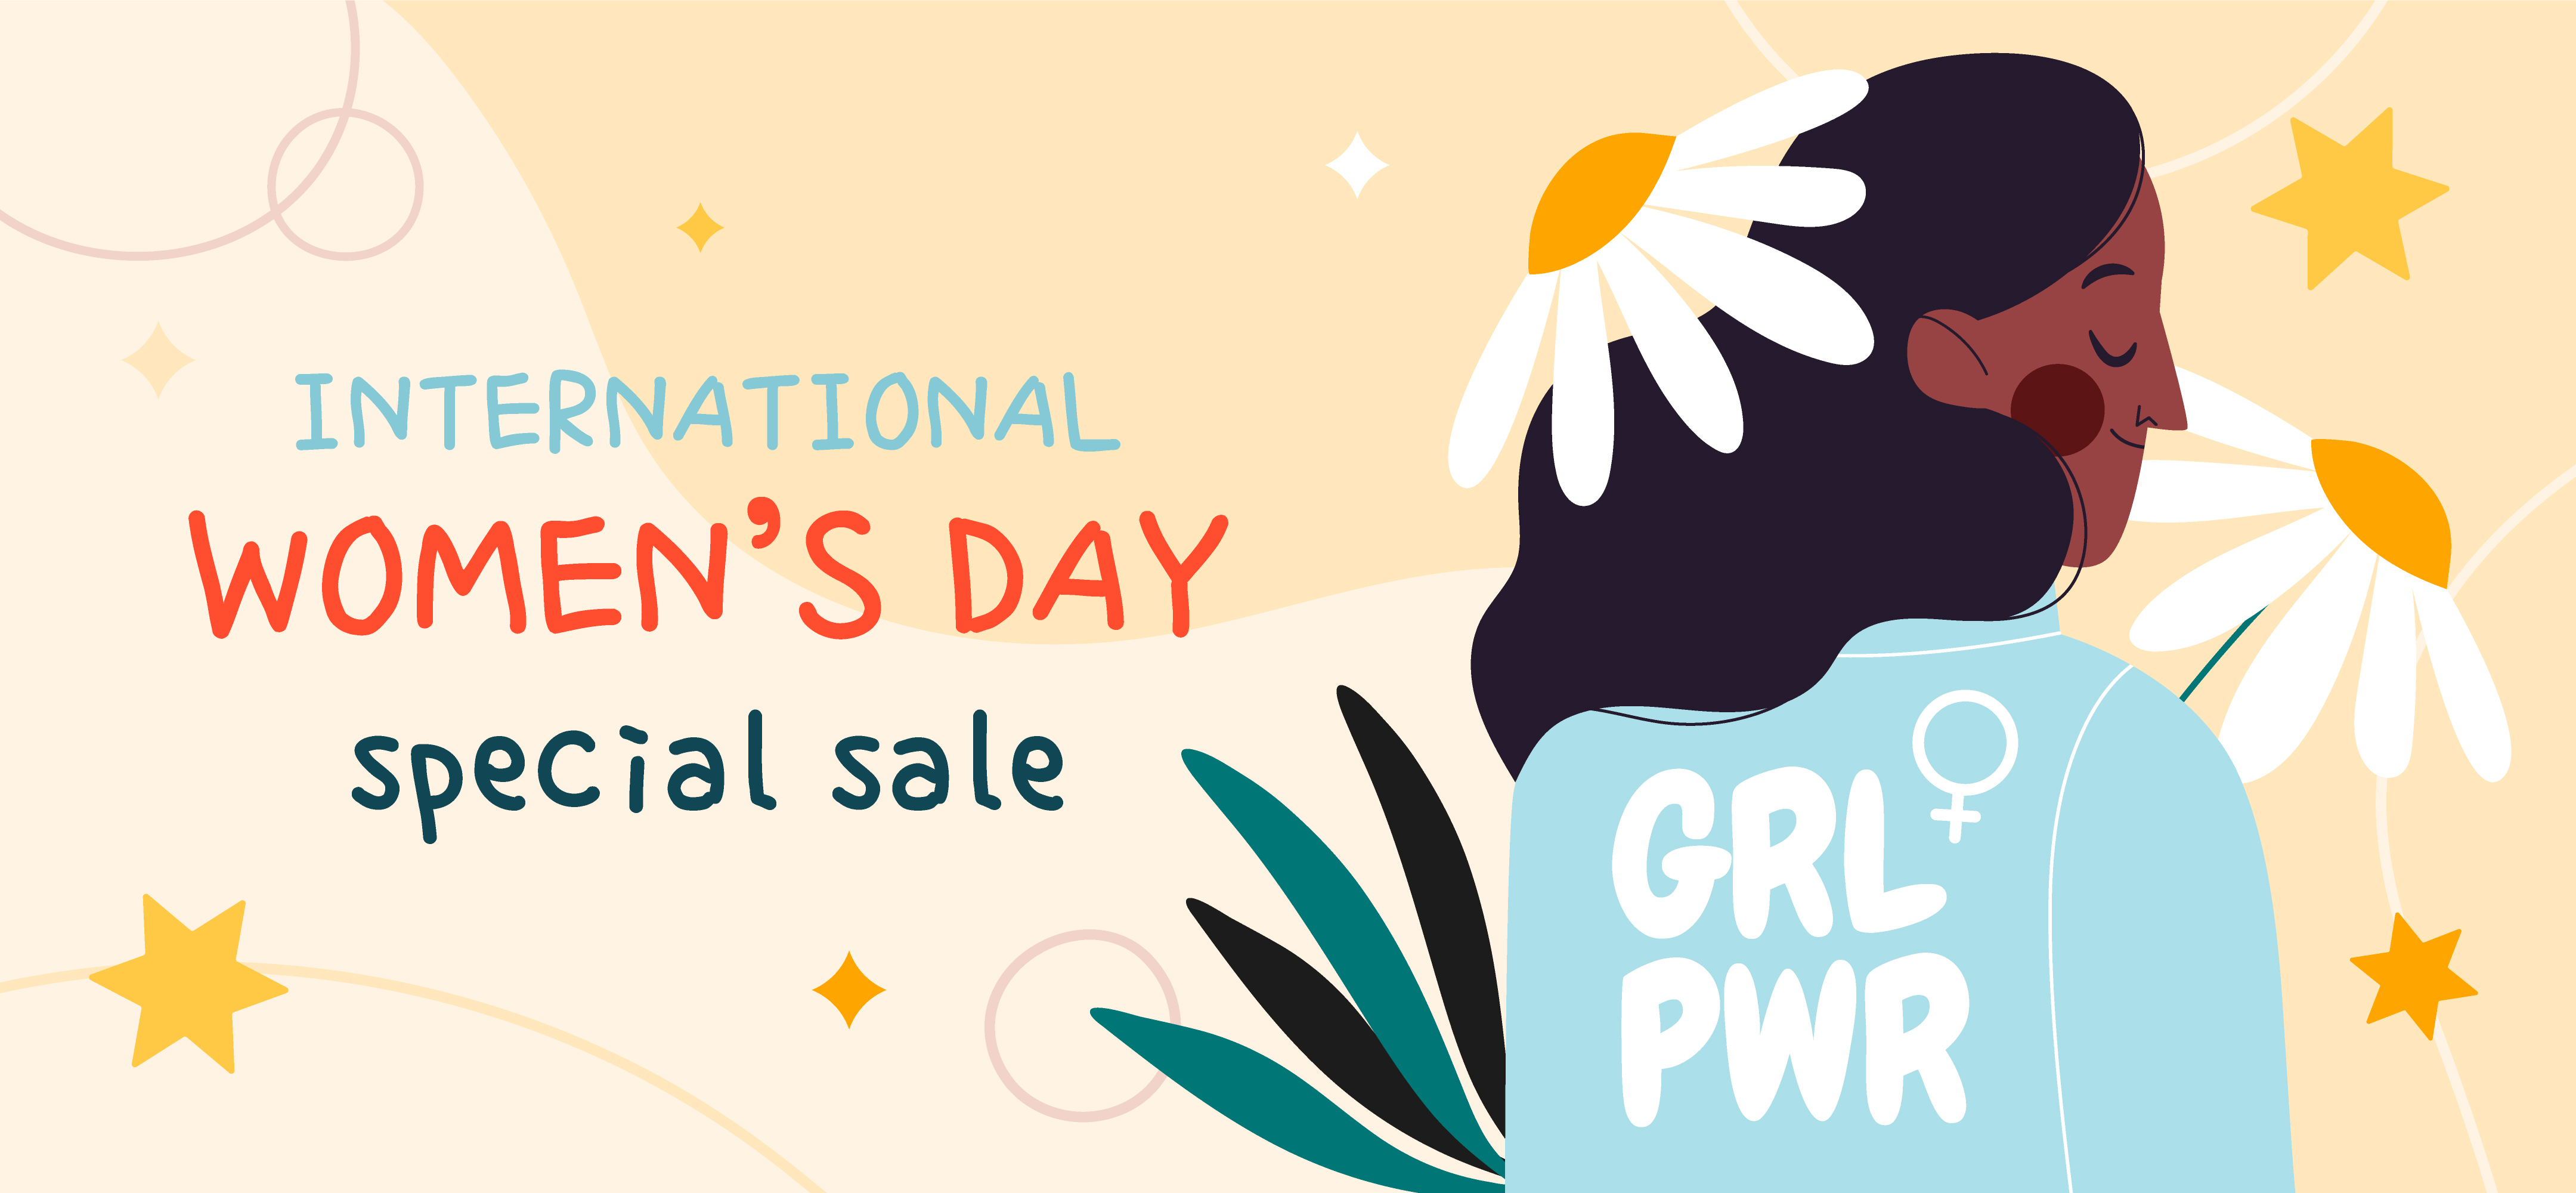 INTERNATIONAL
WOMEN’S DAY
special sale
GRL
PWR